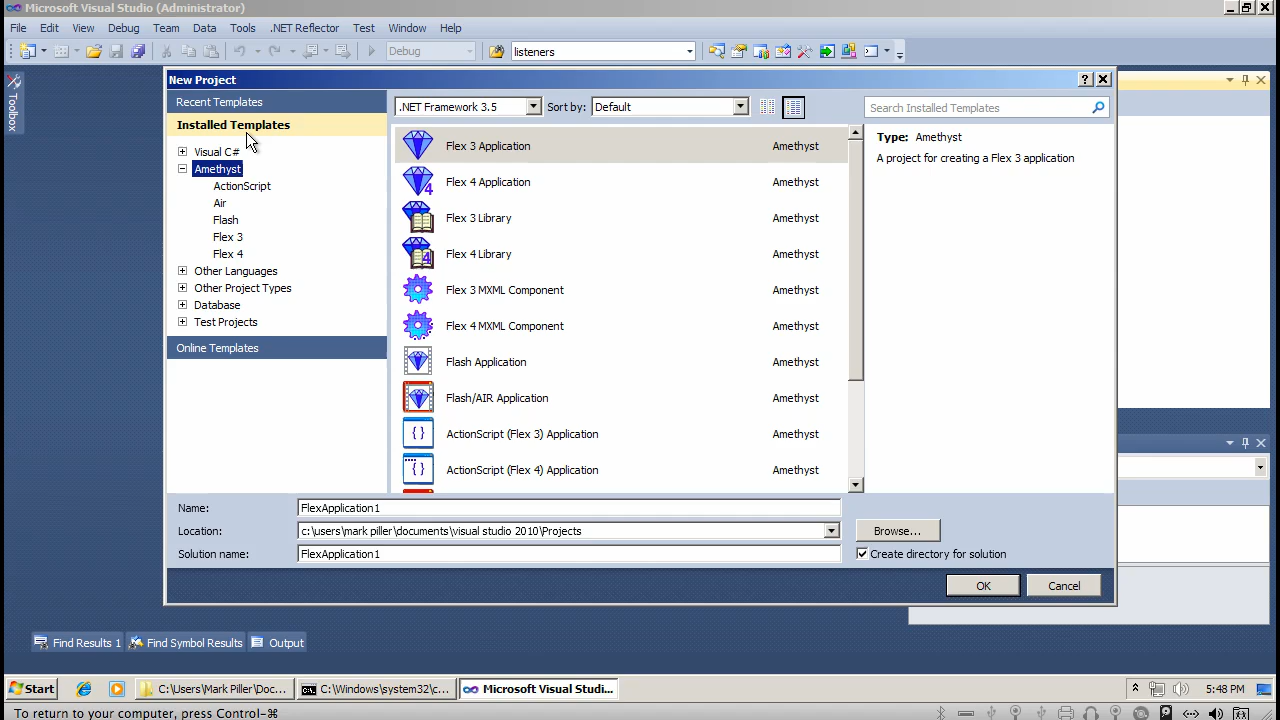 Microsoft Visual Studio (Administrator)
File Edit View Debug Team Data Tools .NET Reflector Test Window Help
Debug listeners
Toolbox
New Project
Recent Templates
.NET Framework 3.5 Sort by: Default Search Installed Templates
Installed Templates
Visual C#
Amethyst
ActionScript
Air
Flash
Flex 3
Flex 4
Other Languages
Other Project Types
Database
Test Projects
Online Templates
Flex 3 Application Amethyst
Flex 4 Application Amethyst
Flex 3 Library Amethyst
Flex 4 Library Amethyst
Flex 3 MXML Component Amethyst
Flex 4 MXML Component Amethyst
Flash Application Amethyst
Flash/AIR Application Amethyst
ActionScript (Flex 3) Application Amethyst
ActionScript (Flex 4) Application Amethyst
Type: Amethyst
A project for creating a Flex 3 application
Name: FlexApplication1
Location: c:\users\mark piller\documents\visual studio 2010\Projects Browse...
Solution name: FlexApplication1 Create directory for solution
OK Cancel
Find Results 1 Find Symbol Results Output
Start C:\Users\Mark Piller\Doc... C:\Windows\system32\c... Microsoft Visual Studi... 5:48 PM
To return to your computer, press Control-⌘